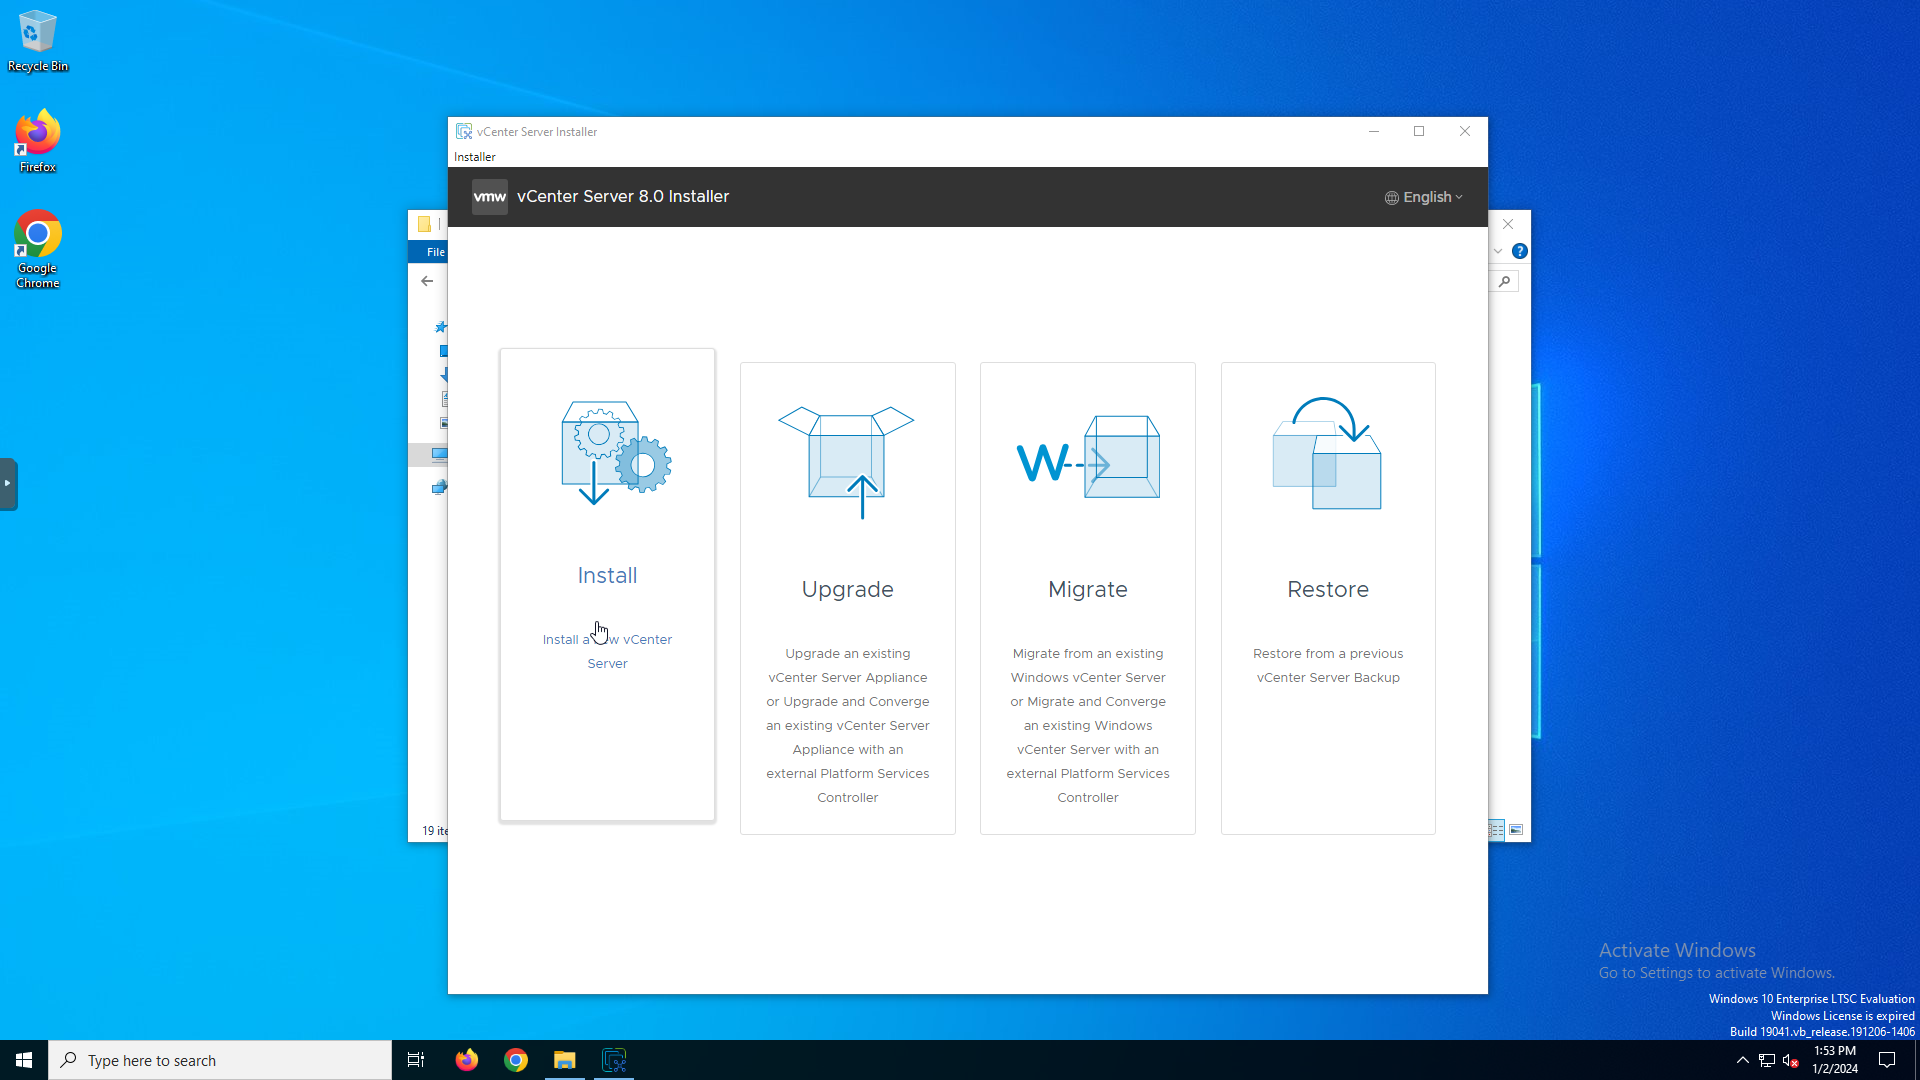 Recycle Bin
Firefox
Google
Chrome
vCenter Server Installer
Installer
vmw vCenter Server 8.0 Installer
English
File
Install
Install a
w vCenter
Server
Upgrade
Upgrade an existing
vCenter Server Appliance
or Upgrade and Converge
an existing vCenter Server
Appliance with an
external Platform Services
Controller
Migrate
Migrate from an existing
Windows vCenter Server
or Migrate and Converge
an existing Windows
vCenter Server with an
external Platform Services
Controller
Restore
Restore from a previous
vCenter Server Backup
19 ite
Activate Windows
Go to Settings to activate Windows.
Windows 10 Enterprise LTSC Evaluation
Windows License is expired
Build 19041.vb_release.191206-1406
Type here to search
1:53 PM
1/2/2024